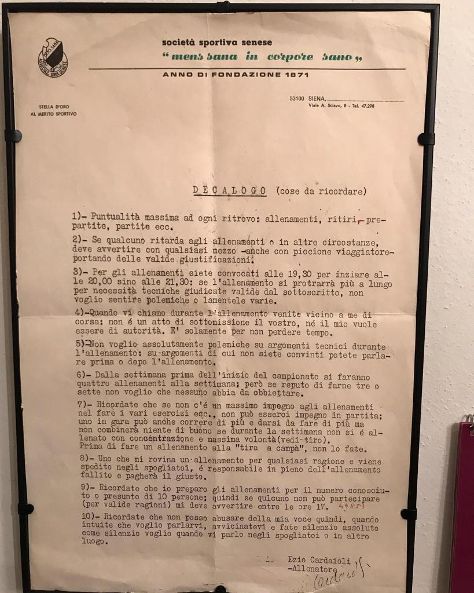 società sportiva senese
"mens sana in corpore sano„
ANNO DI FONDAZIONE 1871
STELLA D'ORO
AL MERITO SPORTIVO
53100 SIENA,
Viale A. Sclavo, 8 - Tel. 47.298
DECALOGO (cose da ricordare)
1)- Puntualità massima ad ogni ritrovo: allenamenti, ritiri, pre-
partite, partite ecc.
2)- Se qualcuno ritarda agli allenamenti o in altre circostanze,
deve avvertire con qualsiasi mezzo -anche con piccione viaggiatore-
portando delle valide giustificazioni.
3)- Per gli allenamenti siete convocati alle 19,30 per inziare al-
le 20,00 sino alle 21,30: se l'allenamento si protrarrà più a lungo
per necessità tecniche giudicate valide dal sottoscritto, non
voglio sentire polemiche o lamentele varie.
4)-Quando vi chiamo durante l'allenamento venite vicino a me di
corsa: non è un atto di sottomissione il vostro, né il mio vuole
essere di autorità. E' solamente per non perdere tempo.
5)-Non voglio assolutamente polemiche su argomenti tecnici durante
l'allenamento: su argomenti di cui non siete convinti potete parla-
re prima o dopo l'allenamento.
6)- Dalla settimana prima dell'inizio del campionato si faranno
quattro allenamenti alla settimana; però se reputo di farne tre o
sette non voglio che nessuno abbia da obbiettare.
7)- Ricordate che se non c'é un massimo impegno agli allenamenti
nel fare i vari esercizi ecc., non può esserci impegno in partita;
uno in gara può anche correre di più e darsi da fare di più ma
non combinerà niente di buono se durante la settimana non si è al-
lenato con concentrazione e massima volontà(vedi-tiro).
Prima di fare un allenamento alla "tira a campà", non lo fate.
8)- Uno che mi rovina un allenamento per qualsiasi ragione e viene
spedito negli spogliatoi, é responsabile in pieno dell'allenamento
fallito e pagherà il giusto.
9)- Ricordate che io preparo gli allenamenti per il numero conosciu-
to o presunto di 10 persone; quindi se qulcuno non può partecipare
(per valide ragioni) mi deve avvertire entro le ore
10)- Ricordate che non posso abusare della mia voce quindi, quando
intuite che voglio parlarvi, avvicinatevi e fate silenzio assoluto
come silenzio voglio quando vi parlo negli spogliatoi o in altro
luogo.
Ezio Cardaioli
-Allenatore